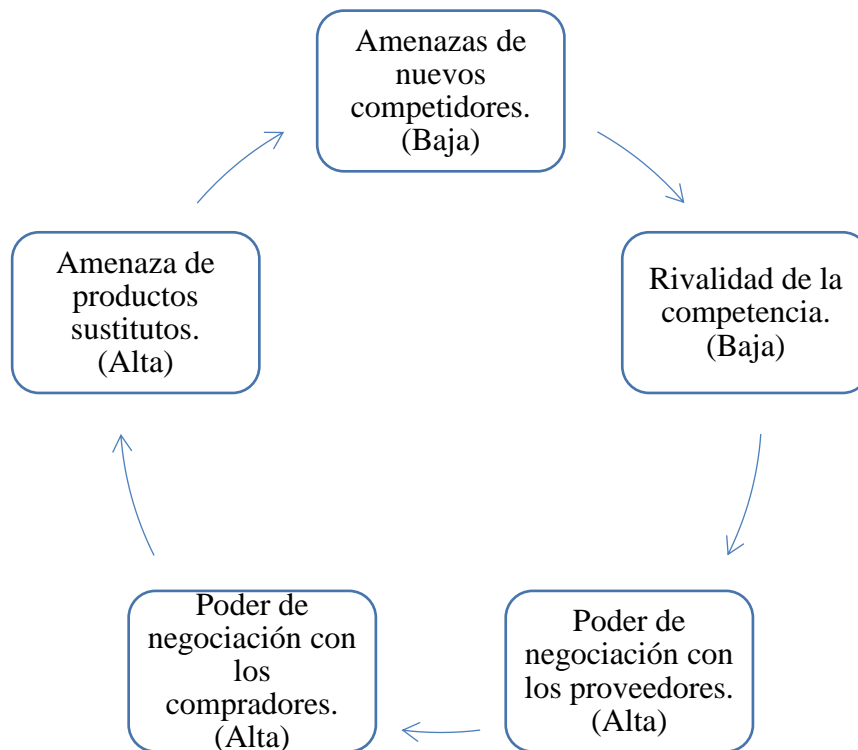 Amenazas de
nuevos
competidores.
(Baja)
Rivalidad de la
competencia.
(Baja)
Poder de
negociación con
los proveedores.
(Alta)
Poder de
negociación con
los
compradores.
(Alta)
Amenaza de
productos
sustitutos.
(Alta)